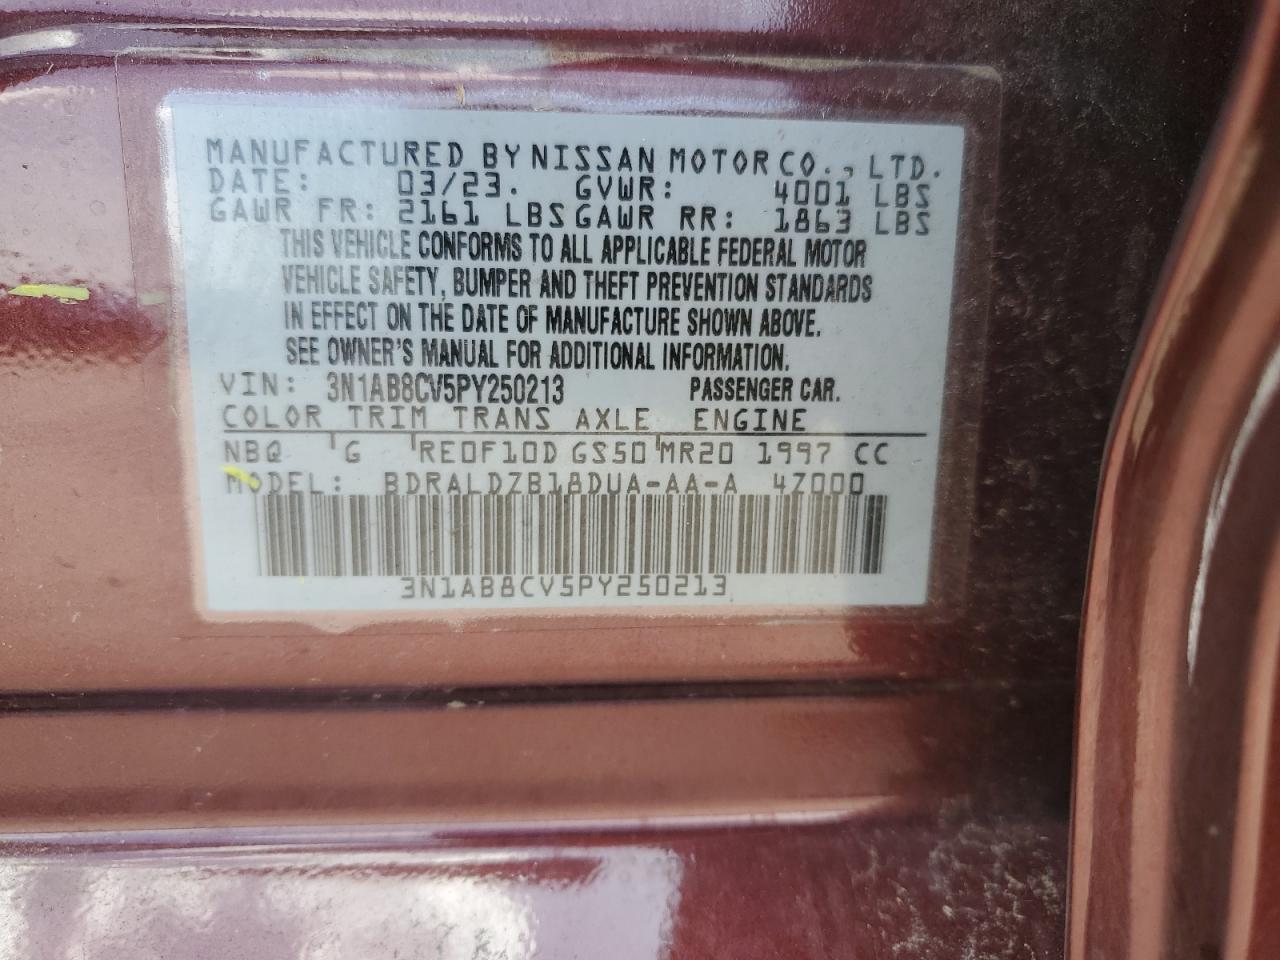 MANUFACTURED BY NISSAN MOTOR CO., LTD.
DATE: 03/23. GVWR: 4001 LBS
GAWR FR: 2161 LBS GAWR RR: 1863 LBS
THIS VEHICLE CONFORMS TO ALL APPLICABLE FEDERAL MOTOR
VEHICLE SAFETY, BUMPER AND THEFT PREVENTION STANDARDS
IN EFFECT ON THE DATE OF MANUFACTURE SHOWN ABOVE.
SEE OWNER'S MANUAL FOR ADDITIONAL INFORMATION.
VIN: 3N1AB8CV5PY250213 PASSENGER CAR.
COLOR TRIM TRANS AXLE ENGINE
NBQ G RE0F10D GS50 MR20 1997 CC
MODEL: BDRALDZB18DUA-AA-A 4Z000
3N1AB8CV5PY250213